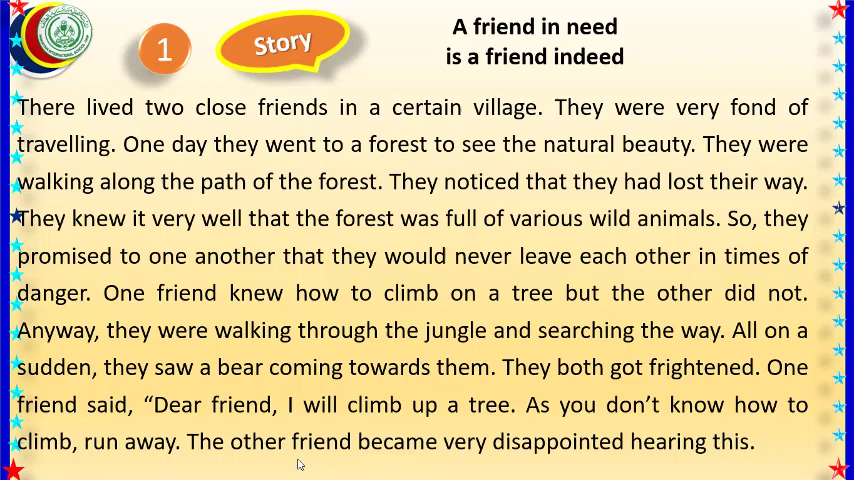 1
Story
A friend in need
is a friend indeed
There lived two close friends in a certain village. They were very fond of
travelling. One day they went to a forest to see the natural beauty. They were
walking along the path of the forest. They noticed that they had lost their way.
They knew it very well that the forest was full of various wild animals. So, they
promised to one another that they would never leave each other in times of
danger. One friend knew how to climb on a tree but the other did not.
Anyway, they were walking through the jungle and searching the way. All on a
sudden, they saw a bear coming towards them. They both got frightened. One
friend said, “Dear friend, I will climb up a tree. As you don’t know how to
climb, run away. The other friend became very disappointed hearing this.